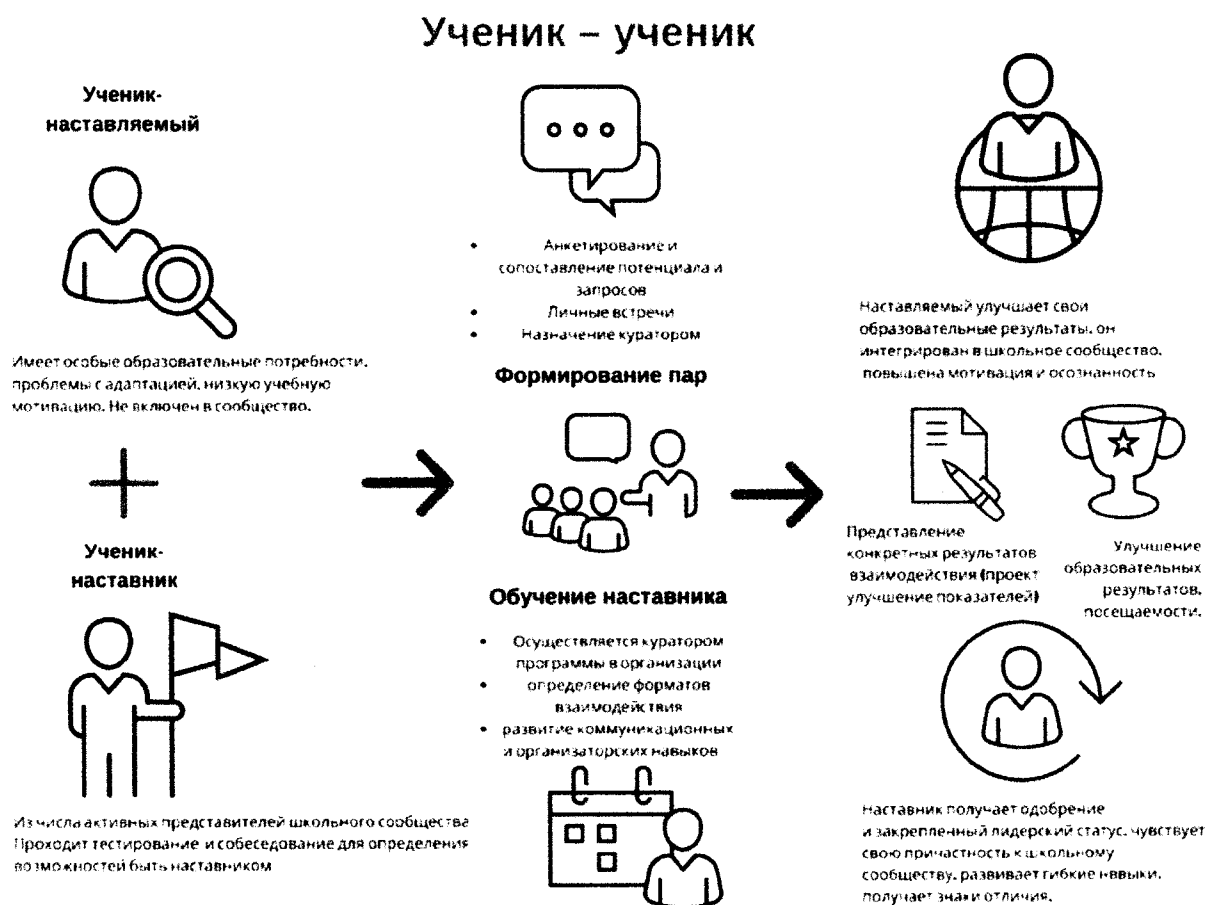 Ученик – ученик
Ученик-
наставляемый
Имеет особые образовательные потребности,
проблемы с адаптацией, низкую учебную
мотивацию. Не включен в сообщество.
Ученик-
наставник
Из числа активных представителей школьного сообщества
Проходит тестирование и собеседование для определения
возможностей быть наставником
• Анкетирование и
сопоставление потенциала и
запросов
• Личные встречи
• Назначение куратором
Формирование пар
Обучение наставника
• Осуществляется куратором
программы в организации
• определение форматов
взаимодействия
• развитие коммуникационных
и организаторских навыков
Наставляемый улучшает свои
образовательные результаты, он
интегрирован в школьное сообщество,
повышена мотивация и осознанность
Представление
конкретных результатов
взаимодействия (проект
улучшение показателей)
Улучшение
образовательных
результатов,
посещаемости.
Наставник получает одобрение
и закрепленный лидерский статус, чувствует
свою причастность к школьному
сообществу, развивает гибкие нввыки,
получает знаки отличия.